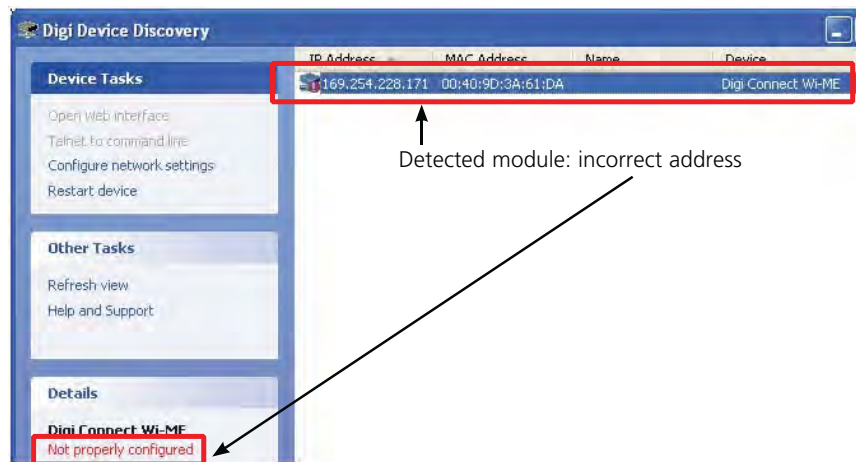 Digi Device Discovery
IP Address MAC Address Name Device
Device Tasks
169.254.228.171 00:40:9D:3A:61:DA Digi Connect Wi-ME
Open web interface
Telnet to command line
Configure network settings
Detected module: incorrect address
Restart device
Other Tasks
Refresh view
Help and Support
Details
Digi Connect Wi-ME
Not properly configured